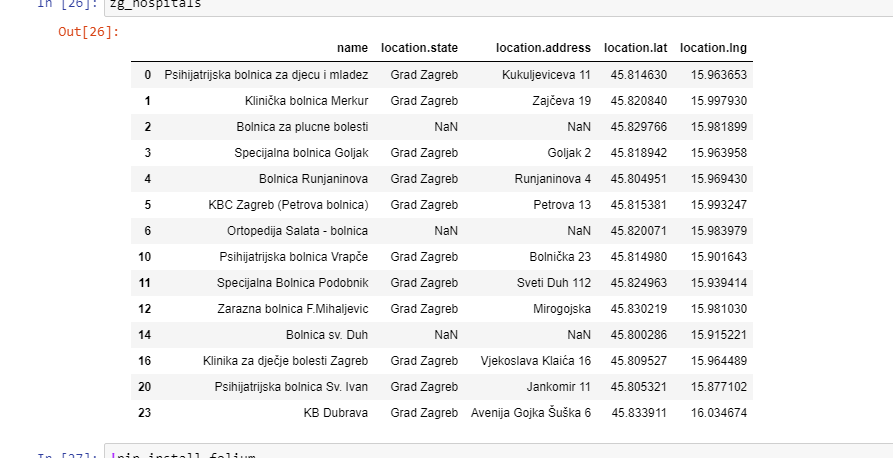 In [26]: zg_hospitals
Out[26]:
name location.state location.address location.lat location.lng
0 Psihijatrijska bolnica za djecu i mladez Grad Zagreb Kukuljeviceva 11 45.814630 15.963653
1 Klinička bolnica Merkur Grad Zagreb Zajčeva 19 45.820840 15.997930
2 Bolnica za plucne bolesti NaN NaN 45.829766 15.981899
3 Specijalna bolnica Goljak Grad Zagreb Goljak 2 45.818942 15.963958
4 Bolnica Runjaninova Grad Zagreb Runjaninova 4 45.804951 15.969430
5 KBC Zagreb (Petrova bolnica) Grad Zagreb Petrova 13 45.815381 15.993247
6 Ortopedija Salata - bolnica NaN NaN 45.820071 15.983979
10 Psihijatrijska bolnica Vrapče Grad Zagreb Bolnička 23 45.814980 15.901643
11 Specijalna Bolnica Podobnik Grad Zagreb Sveti Duh 112 45.824963 15.939414
12 Zarazna bolnica F.Mihaljevic Grad Zagreb Mirogojska 45.830219 15.981030
14 Bolnica sv. Duh NaN NaN 45.800286 15.915221
16 Klinika za dječje bolesti Zagreb Grad Zagreb Vjekoslava Klaića 16 45.809527 15.964489
20 Psihijatrijska bolnica Sv. Ivan Grad Zagreb Jankomir 11 45.805321 15.877102
23 KB Dubrava Grad Zagreb Avenija Gojka Šuška 6 45.833911 16.034674
In [27]: !pip install folium